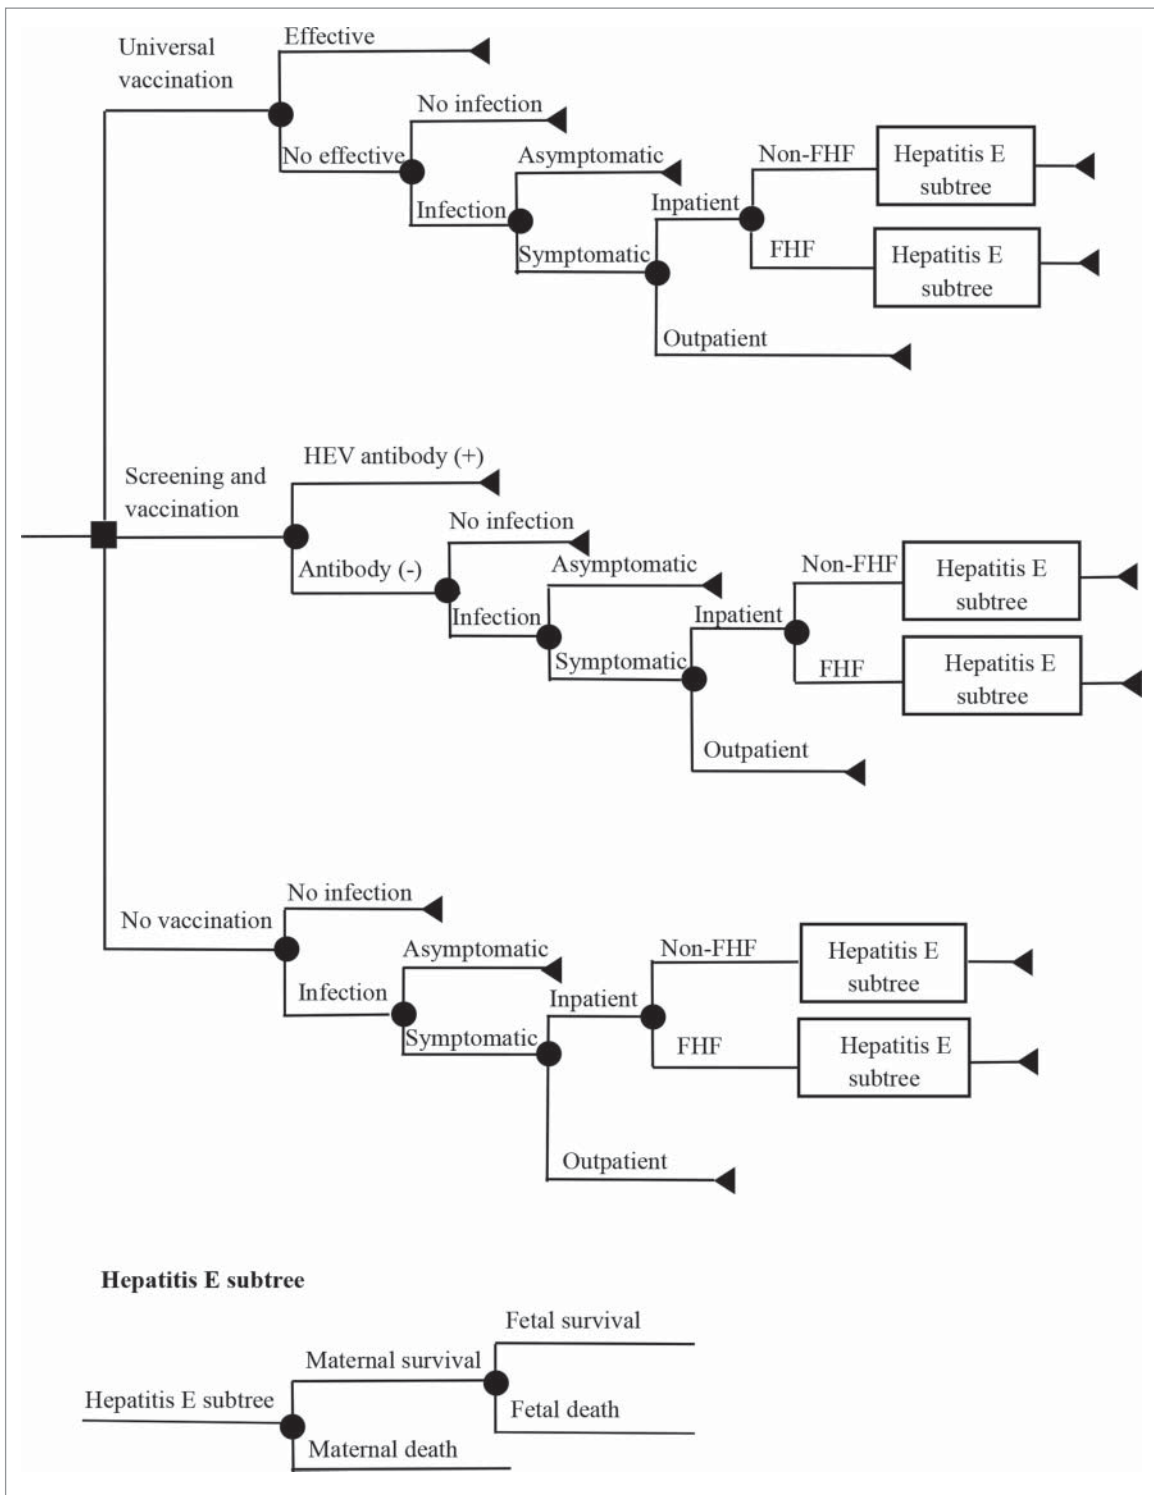 Universal
vaccination
Effective
No effective
No infection
Infection
Asymptomatic
Symptomatic
Inpatient
Outpatient
Non-FHF
FHF
Hepatitis E
subtree
Hepatitis E
subtree
Screening and
vaccination
HEV antibody (+)
Antibody (-)
No infection
Infection
Asymptomatic
Symptomatic
Inpatient
Outpatient
Non-FHF
FHF
Hepatitis E
subtree
Hepatitis E
subtree
No vaccination
No infection
Infection
Asymptomatic
Symptomatic
Inpatient
Outpatient
Non-FHF
FHF
Hepatitis E
subtree
Hepatitis E
subtree
Hepatitis E subtree
Hepatitis E subtree
Maternal survival
Maternal death
Fetal survival
Fetal death